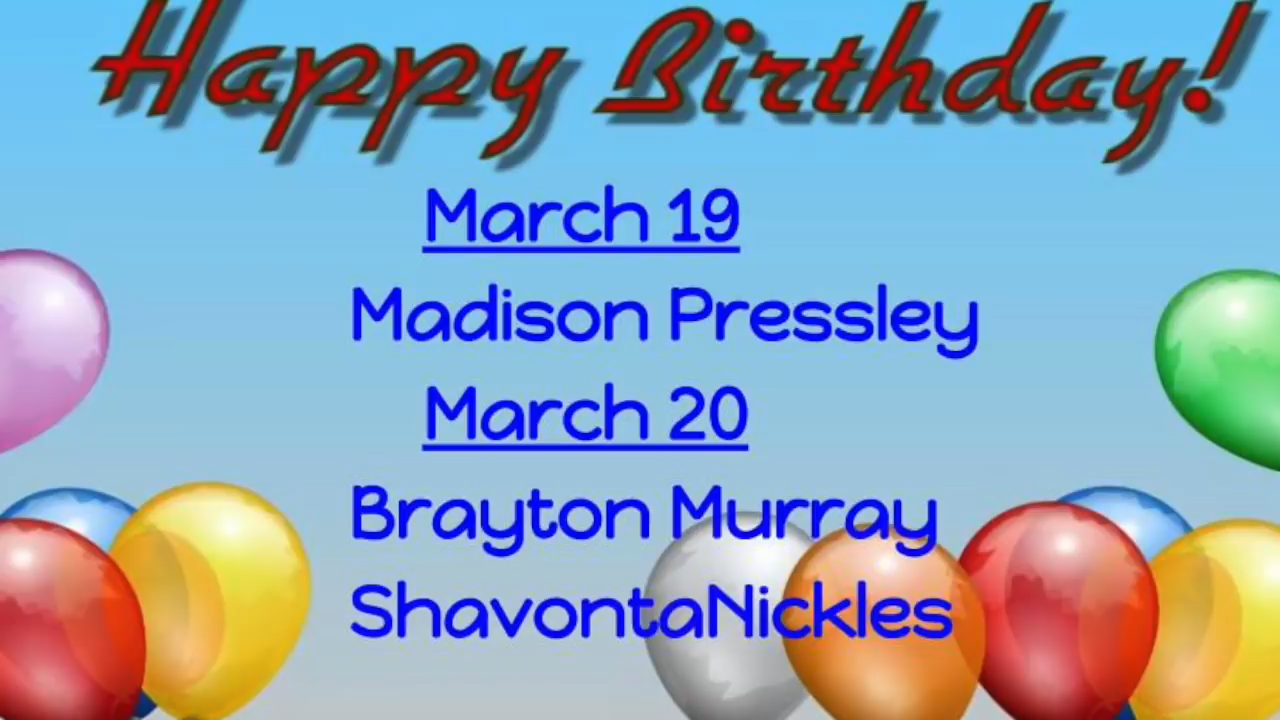 Happy Birthday!
March 19
Madison Pressley
March 20
Brayton Murray
ShavontaNickles